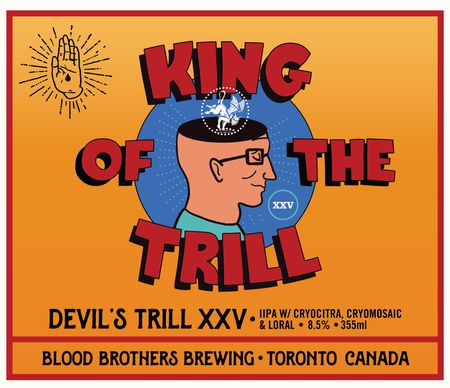 KING
OF THE
XXV
TRILL
DEVIL'S TRILL XXV • IIPA W/ CRYOCITRA, CRYOMOSAIC
& LORAL • 8.5% • 355ml
BLOOD BROTHERS BREWING • TORONTO CANADA